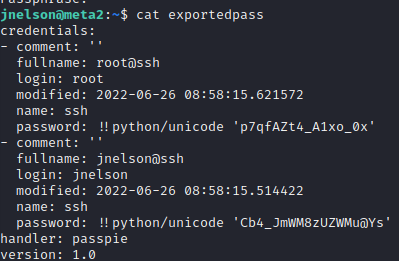 jnelson@meta2:~$ cat exportedpass
credentials:
- comment: ''
  fullname: root@ssh
  login: root
  modified: 2022-06-26 08:58:15.621572
  name: ssh
  password: !!python/unicode 'p7qfAZt4_A1xo_0x'
- comment: ''
  fullname: jnelson@ssh
  login: jnelson
  modified: 2022-06-26 08:58:15.514422
  name: ssh
  password: !!python/unicode 'Cb4_JmWM8zUZWMu@Ys'
handler: passpie
version: 1.0